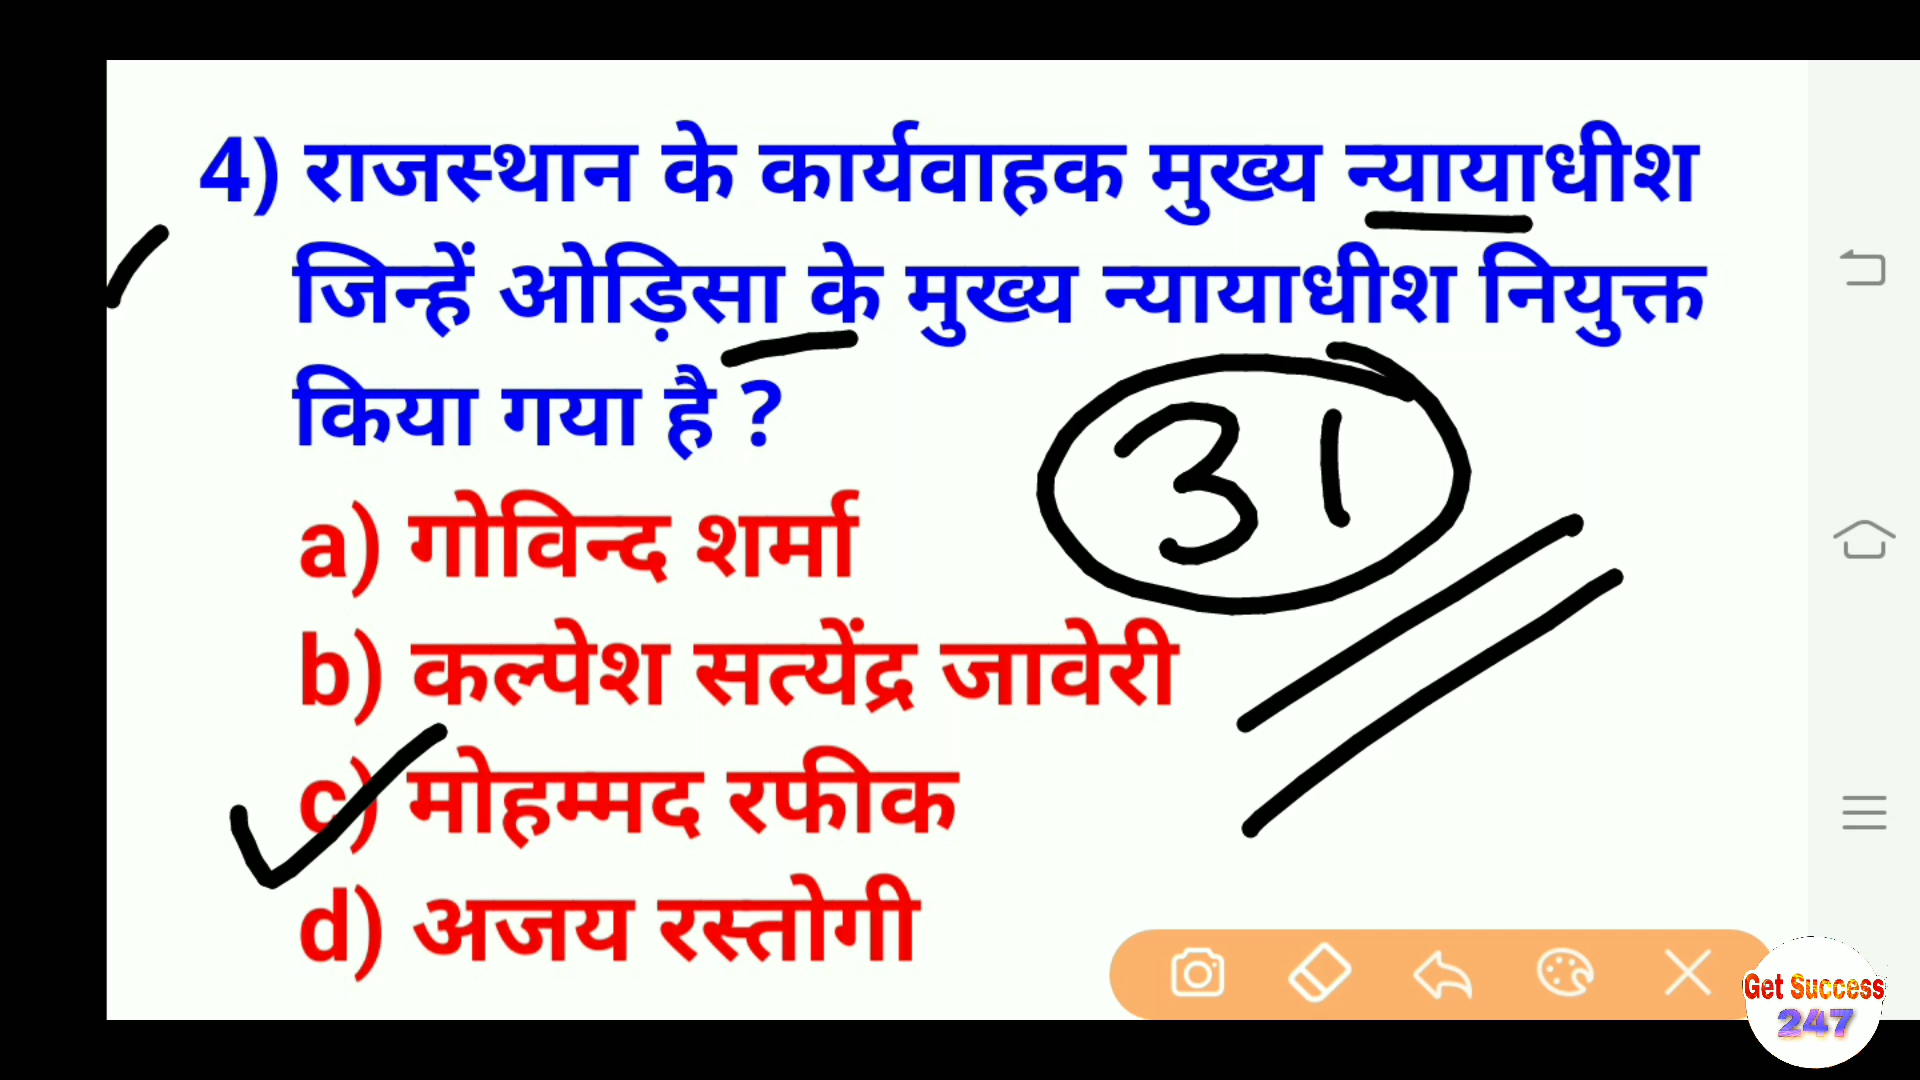 4) राजस्थान के कार्यवाहक मुख्य न्यायाधीश
जिन्हें ओड़िसा के मुख्य न्यायाधीश नियुक्त
किया गया है ?
31
a) गोविन्द शर्मा
b) कल्पेश सत्येंद्र जावेरी
c) मोहम्मद रफीक
d) अजय रस्तोगी
Get Success
247